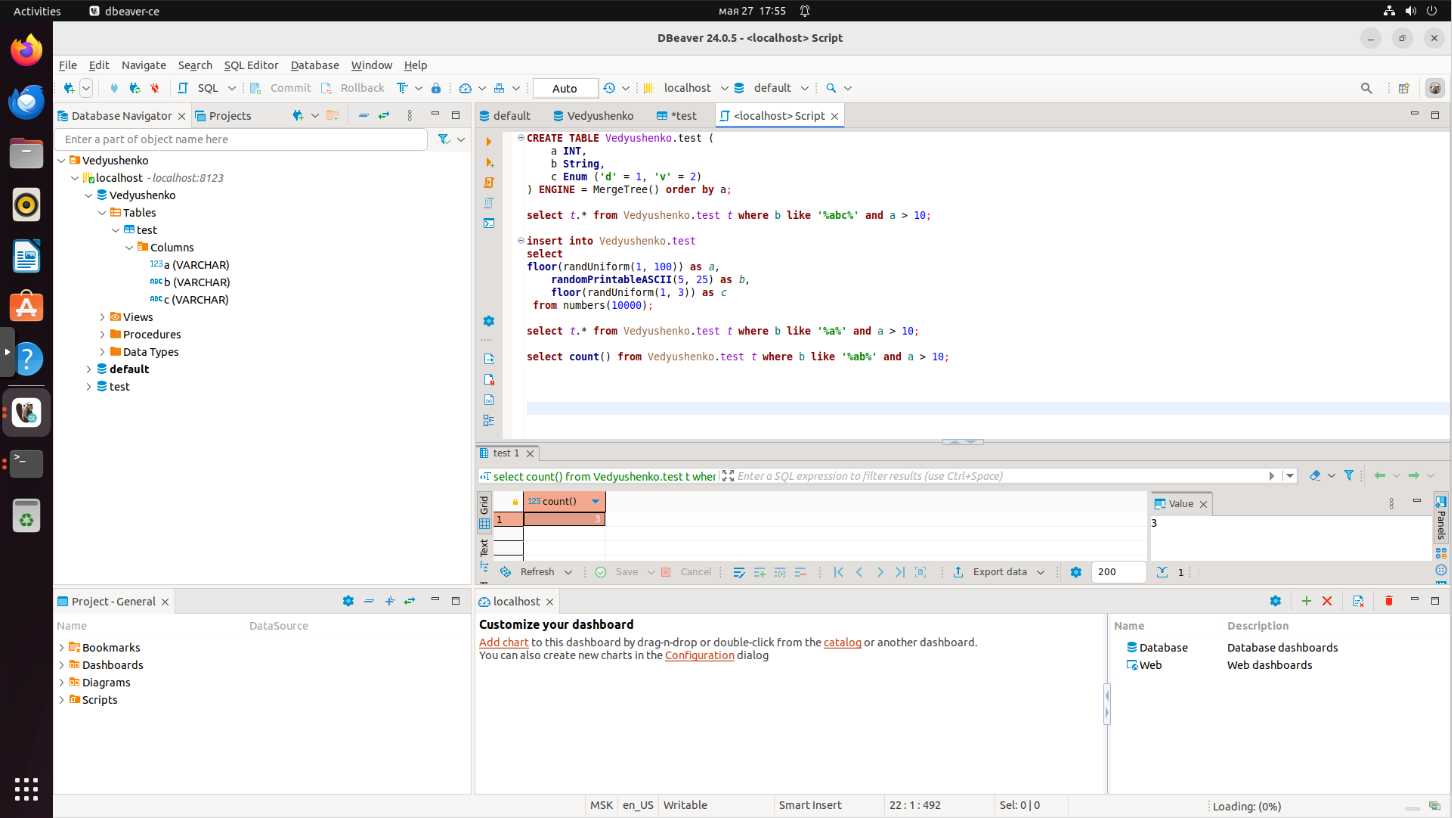 Activities dbeaver-ce мая 27 17:55
DBeaver 24.0.5 - <localhost> Script
File Edit Navigate Search SQL Editor Database Window Help
SQL Commit Rollback Auto localhost default
Database Navigator Projects
Enter a part of object name here
Vedyushenko
localhost - localhost:8123
Vedyushenko
Tables
test
Columns
123 a (VARCHAR)
ABC b (VARCHAR)
ABC c (VARCHAR)
Views
Procedures
Data Types
default
test
default Vedyushenko *test <localhost> Script
CREATE TABLE Vedyushenko.test (
a INT,
b String,
c Enum ('d' = 1, 'v' = 2)
) ENGINE = MergeTree() order by a;
select t.* from Vedyushenko.test t where b like '%abc%' and a > 10;
insert into Vedyushenko.test
select
floor(randUniform(1, 100)) as a,
randomPrintableASCII(5, 25) as b,
floor(randUniform(1, 3)) as c
from numbers(10000);
select t.* from Vedyushenko.test t where b like '%a%' and a > 10;
select count() from Vedyushenko.test t where b like '%ab%' and a > 10;
test 1
select count() from Vedyushenko.test t wher Enter a SQL expression to filter results (use Ctrl+Space)
Grid
Text
123 count()
1 3
Value
3
Panels
Refresh Save Cancel Export data 200 1
Project - General
Name DataSource
Bookmarks
Dashboards
Diagrams
Scripts
localhost
Customize your dashboard
Add chart to this dashboard by drag-n-drop or double-click from the catalog or another dashboard.
You can also create new charts in the Configuration dialog
Name Description
Database Database dashboards
Web Web dashboards
MSK en_US Writable Smart Insert 22 : 1 : 492 Sel: 0 | 0 Loading: (0%)